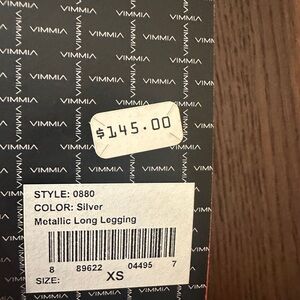 VIMMIA
$145.00
STYLE: 0880
COLOR: Silver
Metallic Long Legging
8 89622 04495 7
SIZE: XS